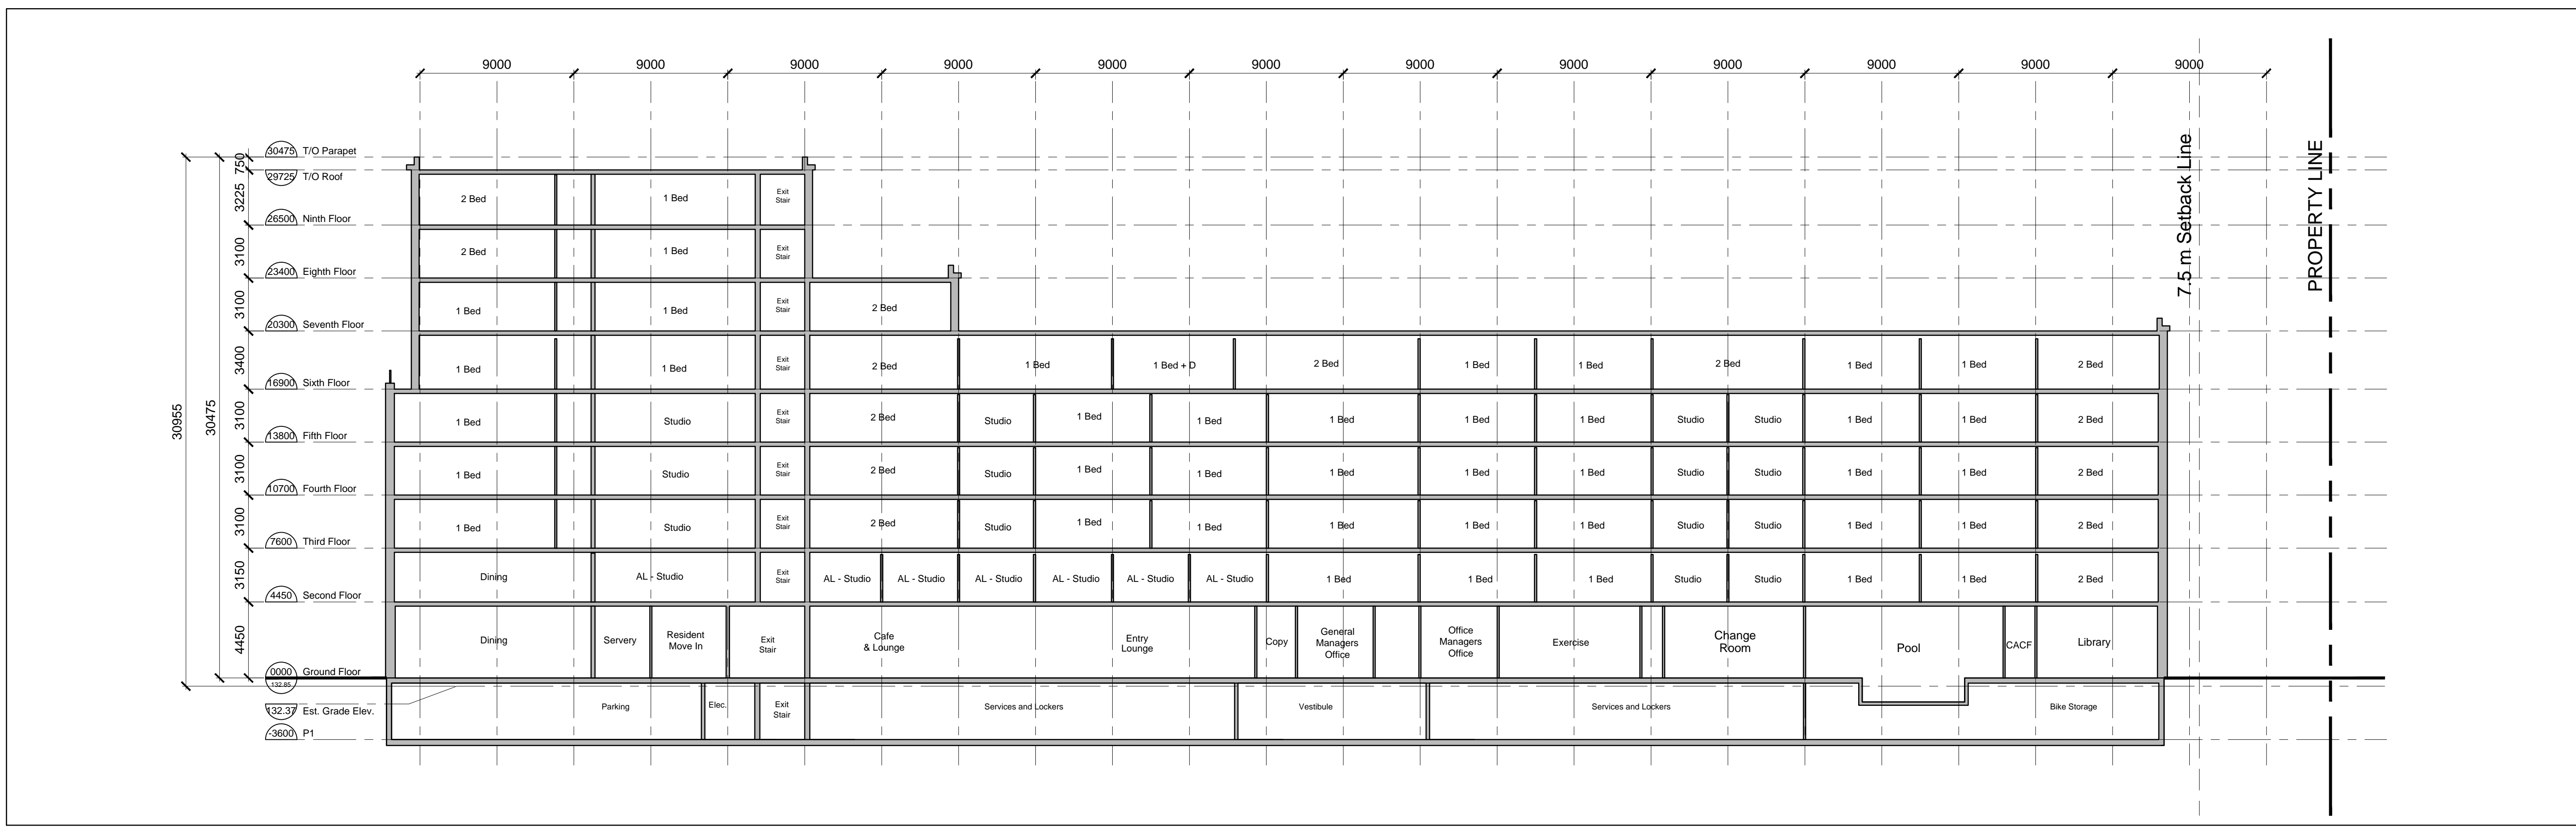 9000 9000 9000 9000 9000 9000 9000 9000 9000 9000 9000 9000
7.5 m Setback Line
PROPERTY LINE
30955
30475
750
3225
3100
3100
3400
3100
3100
3100
3150
4450
30475 T/O Parapet
29725 T/O Roof
26500 Ninth Floor
23400 Eighth Floor
20300 Seventh Floor
16900 Sixth Floor
13800 Fifth Floor
10700 Fourth Floor
7600 Third Floor
4450 Second Floor
0000 Ground Floor
132.85
132.37 Est. Grade Elev.
-3600 P1
2 Bed
1 Bed
Exit
Stair
2 Bed
1 Bed
Exit
Stair
1 Bed
1 Bed
Exit
Stair
2 Bed
1 Bed
1 Bed
Exit
Stair
2 Bed
1 Bed
1 Bed + D
2 Bed
1 Bed
1 Bed
2 Bed
1 Bed
1 Bed
2 Bed
1 Bed
Studio
Exit
Stair
2 Bed
Studio
1 Bed
1 Bed
1 Bed
1 Bed
1 Bed
Studio
Studio
1 Bed
1 Bed
2 Bed
1 Bed
Studio
Exit
Stair
2 Bed
Studio
1 Bed
1 Bed
1 Bed
1 Bed
1 Bed
Studio
Studio
1 Bed
1 Bed
2 Bed
1 Bed
Studio
Exit
Stair
2 Bed
Studio
1 Bed
1 Bed
1 Bed
1 Bed
1 Bed
Studio
Studio
1 Bed
1 Bed
2 Bed
Dining
AL - Studio
Exit
Stair
AL - Studio
AL - Studio
AL - Studio
AL - Studio
AL - Studio
AL - Studio
1 Bed
1 Bed
1 Bed
Studio
Studio
1 Bed
1 Bed
2 Bed
Dining
Servery
Resident
Move In
Exit
Stair
Cafe
& Lounge
Entry
Lounge
Copy
General
Managers
Office
Office
Managers
Office
Exercise
Change
Room
Pool
CACF
Library
Parking
Elec.
Exit
Stair
Services and Lockers
Vestibule
Services and Lockers
Bike Storage